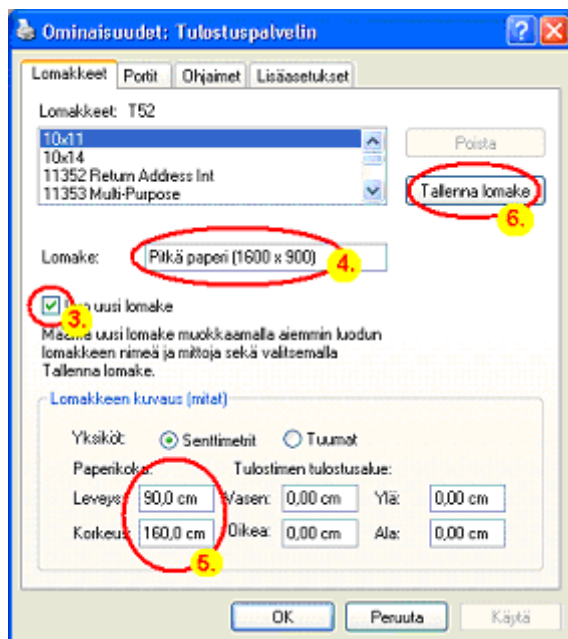 Ominaisuudet: Tulostuspalvelin
Lomakkeet Portit Ohjaimet Lisäasetukset
Lomakkeet: T52
10x11
10x14
11352 Return Address Int
11353 Multi-Purpose
Poista
Tallenna lomake
6.
Lomake: Pitkä paperi (1600 x 900)
4.
3. uusi lomake
uusi lomake muokkaamalla aiemmin luodun
lomakkeen nimeä ja mittoja sekä valitsemalla
Tallenna lomake.
Lomakkeen kuvaus (mitat)
Yksiköt: Senttimetrit Tuumat
Paperikoko: Tulostimen tulostusalue:
Leveys: 90,0 cm Vasen: 0,00 cm Ylä: 0,00 cm
Korkeus: 160,0 cm Oikea: 0,00 cm Ala: 0,00 cm
5.
OK Peruuta Käytä